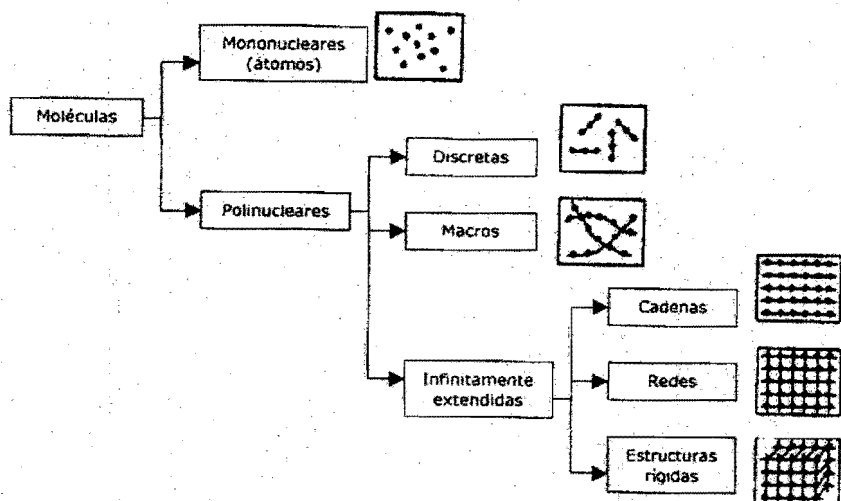 Mononucleares
(átomos)
Moléculas
Discretas
Polinucleares
Macros
Cadenas
Infinitamente
extendidas
Redes
Estructuras
rígidas